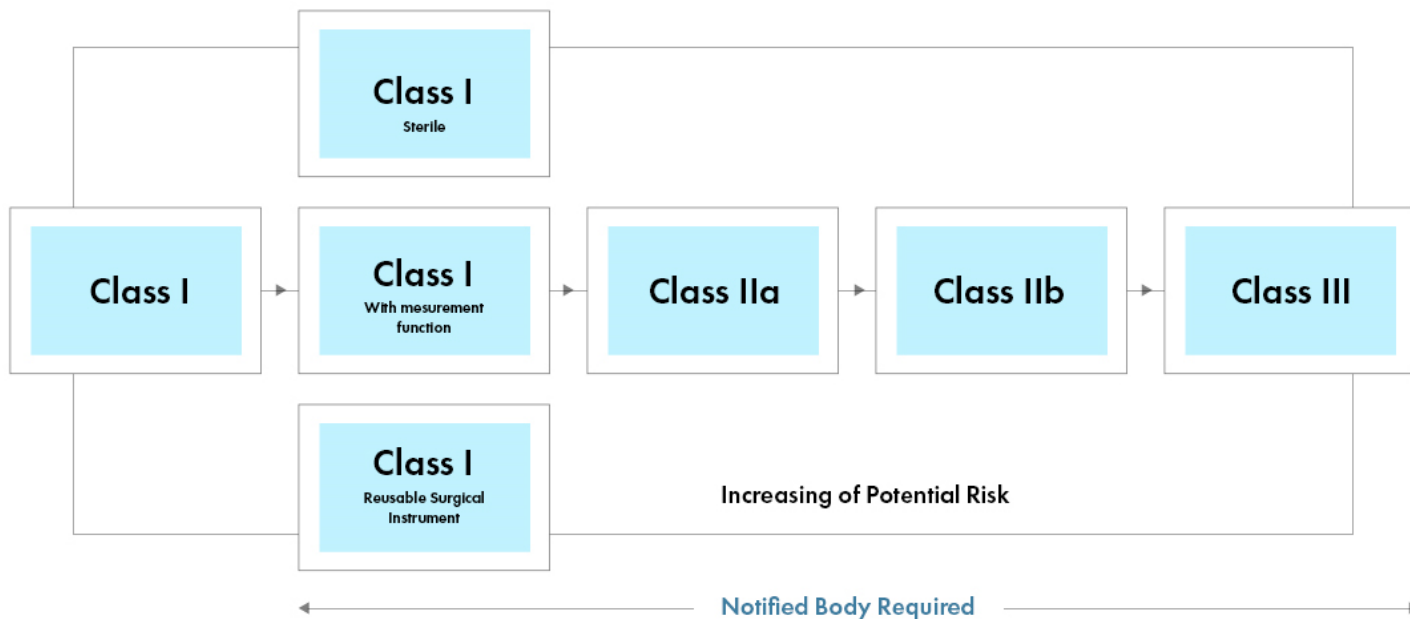 Class I
Sterile
Class I
Class I
With mesurement
function
Class IIa
Class IIb
Class III
Class I
Reusable Surgical
Instrument
Increasing of Potential Risk
Notified Body Required